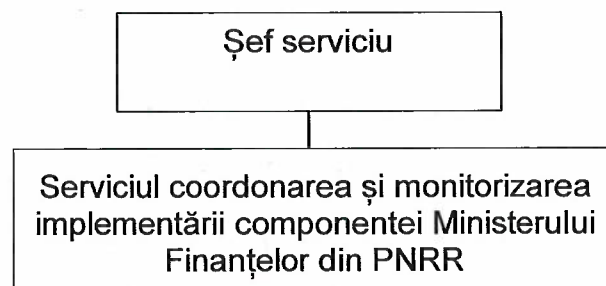 Șef serviciu
Serviciul coordonarea și monitorizarea
implementării componentei Ministerului
Finanțelor din PNRR